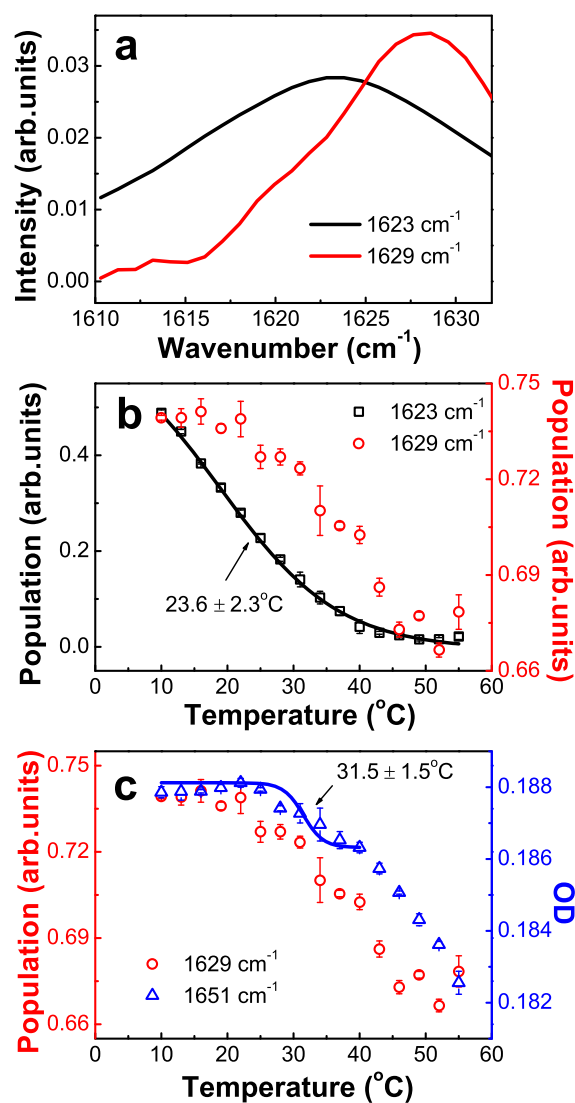 a
Intensity (arb.units)
0.03
0.02
0.01
0.00
1623 cm⁻¹
1629 cm⁻¹
1610 1615 1620 1625 1630
Wavenumber (cm⁻¹)
b
Population (arb.units)
0.4
0.2
0.0
1623 cm⁻¹
1629 cm⁻¹
23.6 ± 2.3°C
0.75
0.72
0.69
0.66
Population (arb.units)
0 10 20 30 40 50 60
Temperature (°C)
c
Population (arb.units)
0.75
0.72
0.69
0.66
31.5 ± 1.5°C
1629 cm⁻¹
1651 cm⁻¹
0.188
0.186
0.184
0.182
OD
0 10 20 30 40 50 60
Temperature (°C)